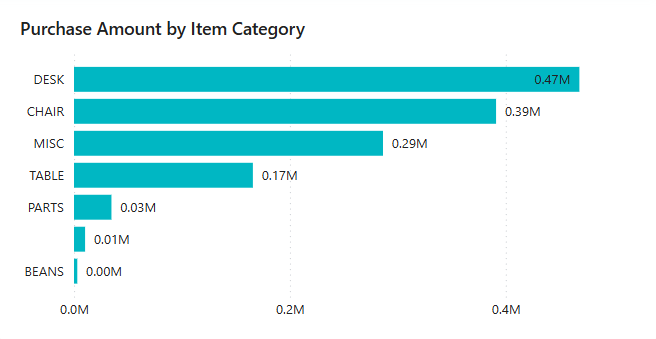 Purchase Amount by Item Category
DESK 0.47M
CHAIR 0.39M
MISC 0.29M
TABLE 0.17M
PARTS 0.03M
0.01M
BEANS 0.00M
0.0M 0.2M 0.4M